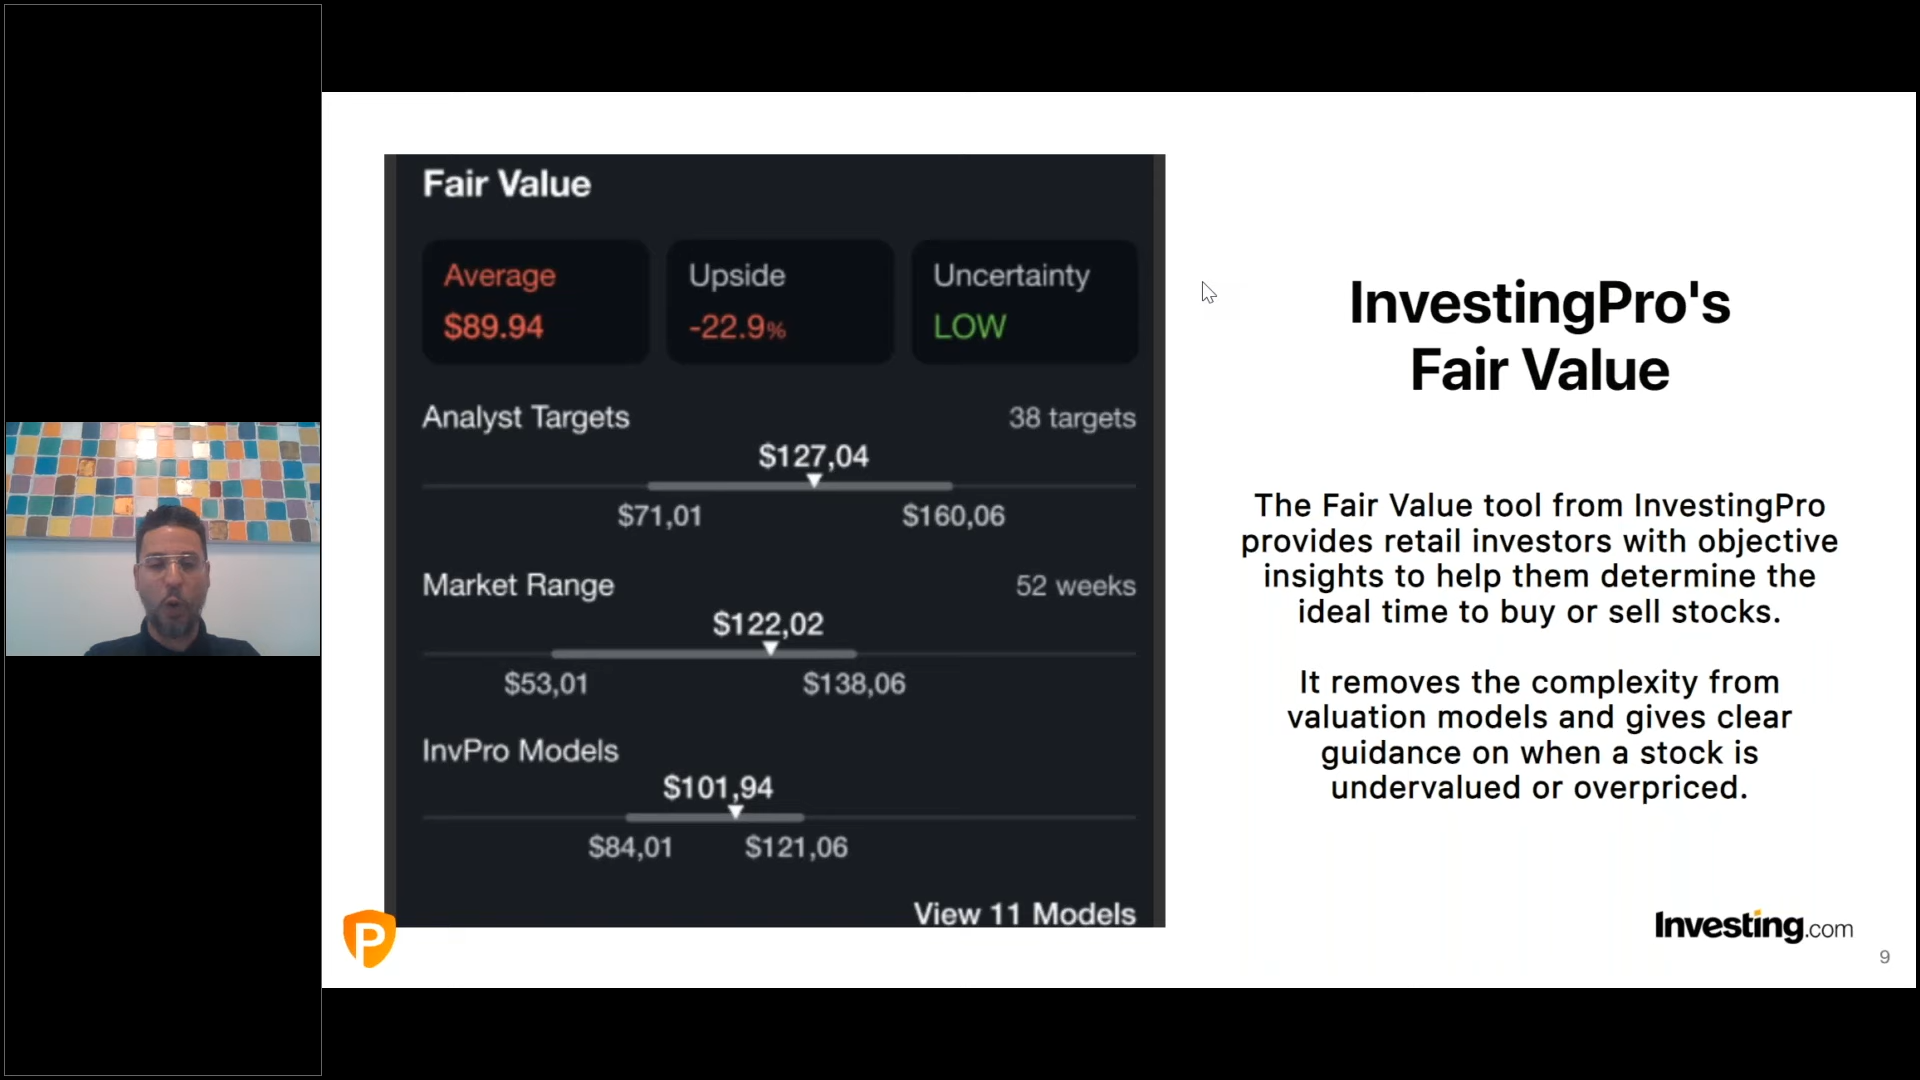 Fair Value
Average
$89.94
Upside
-22.9%
Uncertainty
LOW
Analyst Targets
38 targets
$127,04
$71,01
$160,06
Market Range
52 weeks
$122,02
$53,01
$138,06
InvPro Models
$101,94
$84,01
$121,06
View 11 Models
P
InvestingPro's
Fair Value
The Fair Value tool from InvestingPro
provides retail investors with objective
insights to help them determine the
ideal time to buy or sell stocks.
It removes the complexity from
valuation models and gives clear
guidance on when a stock is
undervalued or overpriced.
Investing.com
9